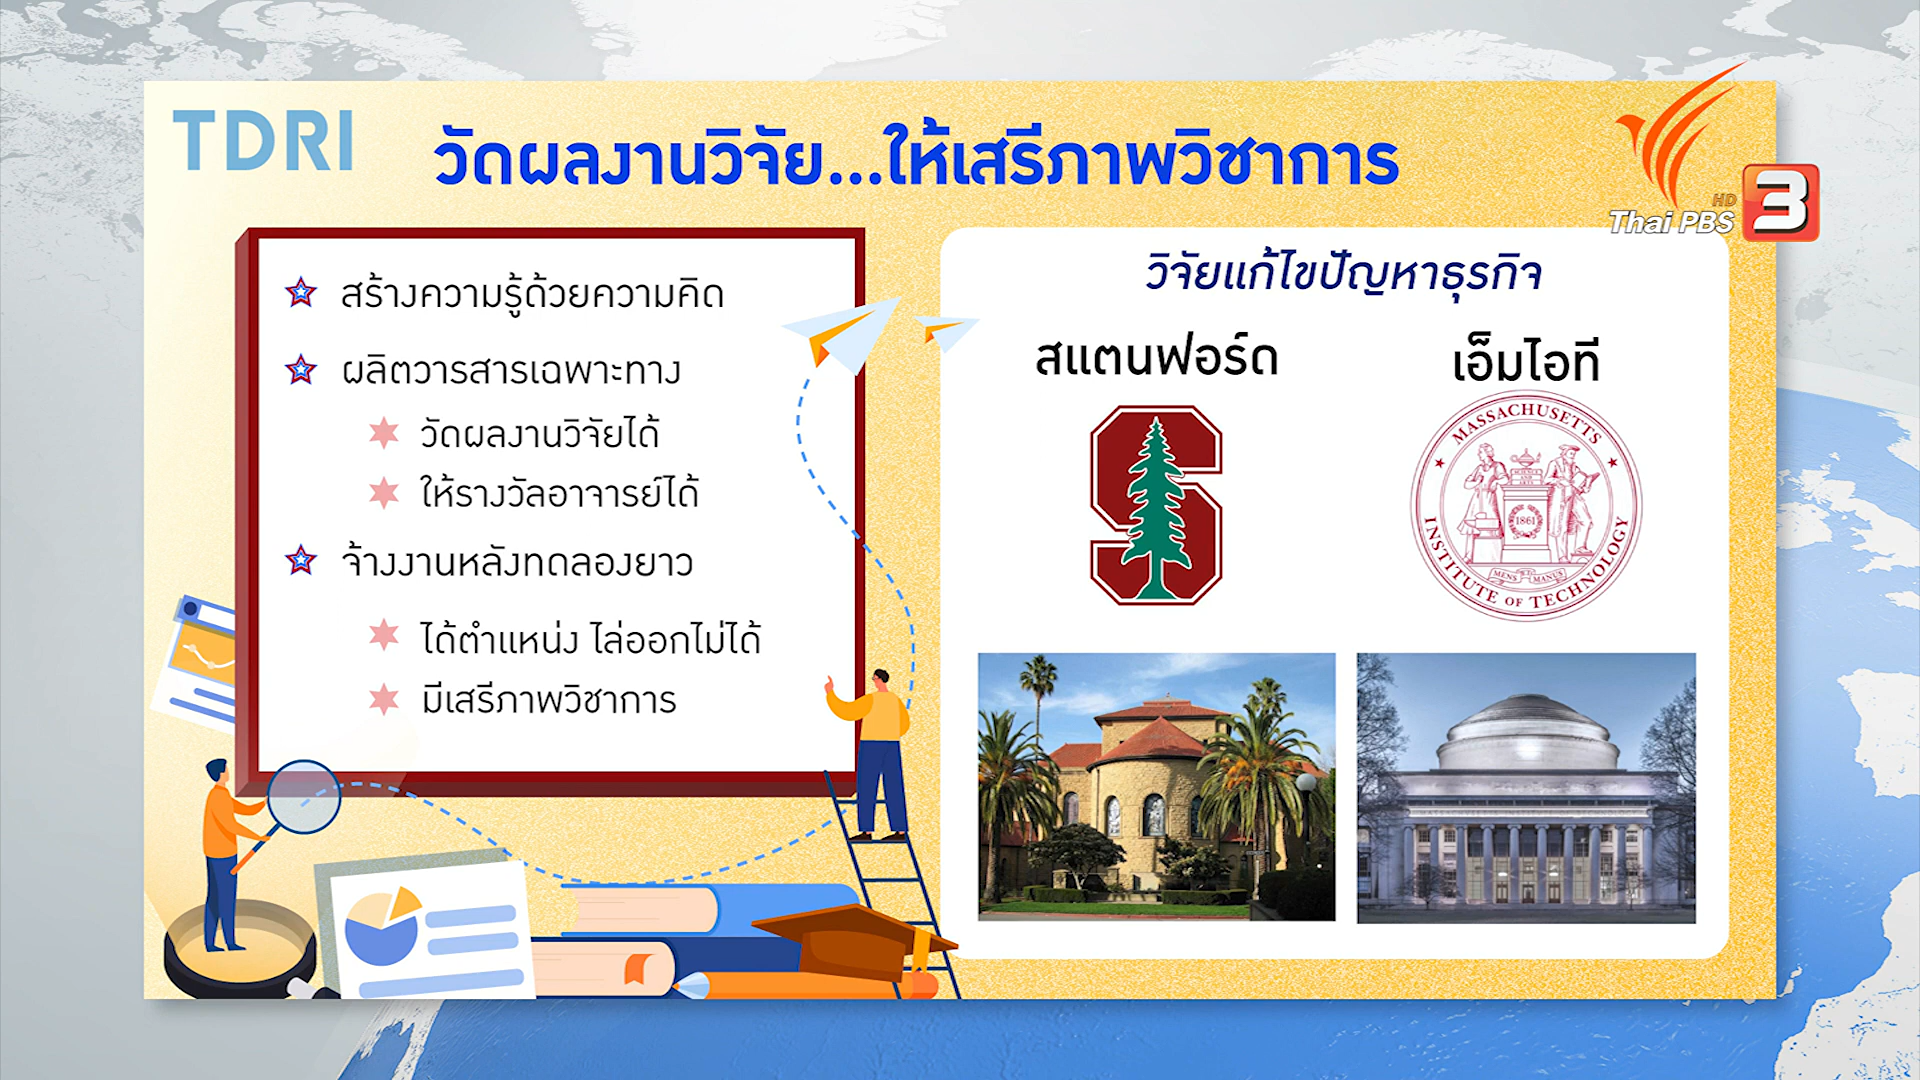 TDRI
วัดผลงานวิจัย...ให้เสรีภาพวิชาการ
HD
Thai PBS
3
สร้างความรู้ด้วยความคิด
ผลิตวารสารเฉพาะทาง
วัดผลงานวิจัยได้
ให้รางวัลอาจารย์ได้
จ้างงานหลังทดลองยาว
ได้ตำแหน่ง ไล่ออกไม่ได้
มีเสรีภาพวิชาการ
วิจัยแก้ไขปัญหาธุรกิจ
สแตนฟอร์ด
เอ็มไอที
S
MASSACHUSETTS
INSTITUTE OF TECHNOLOGY
SCIENCE
AND
ARTS
1861
MENS ET MANUS